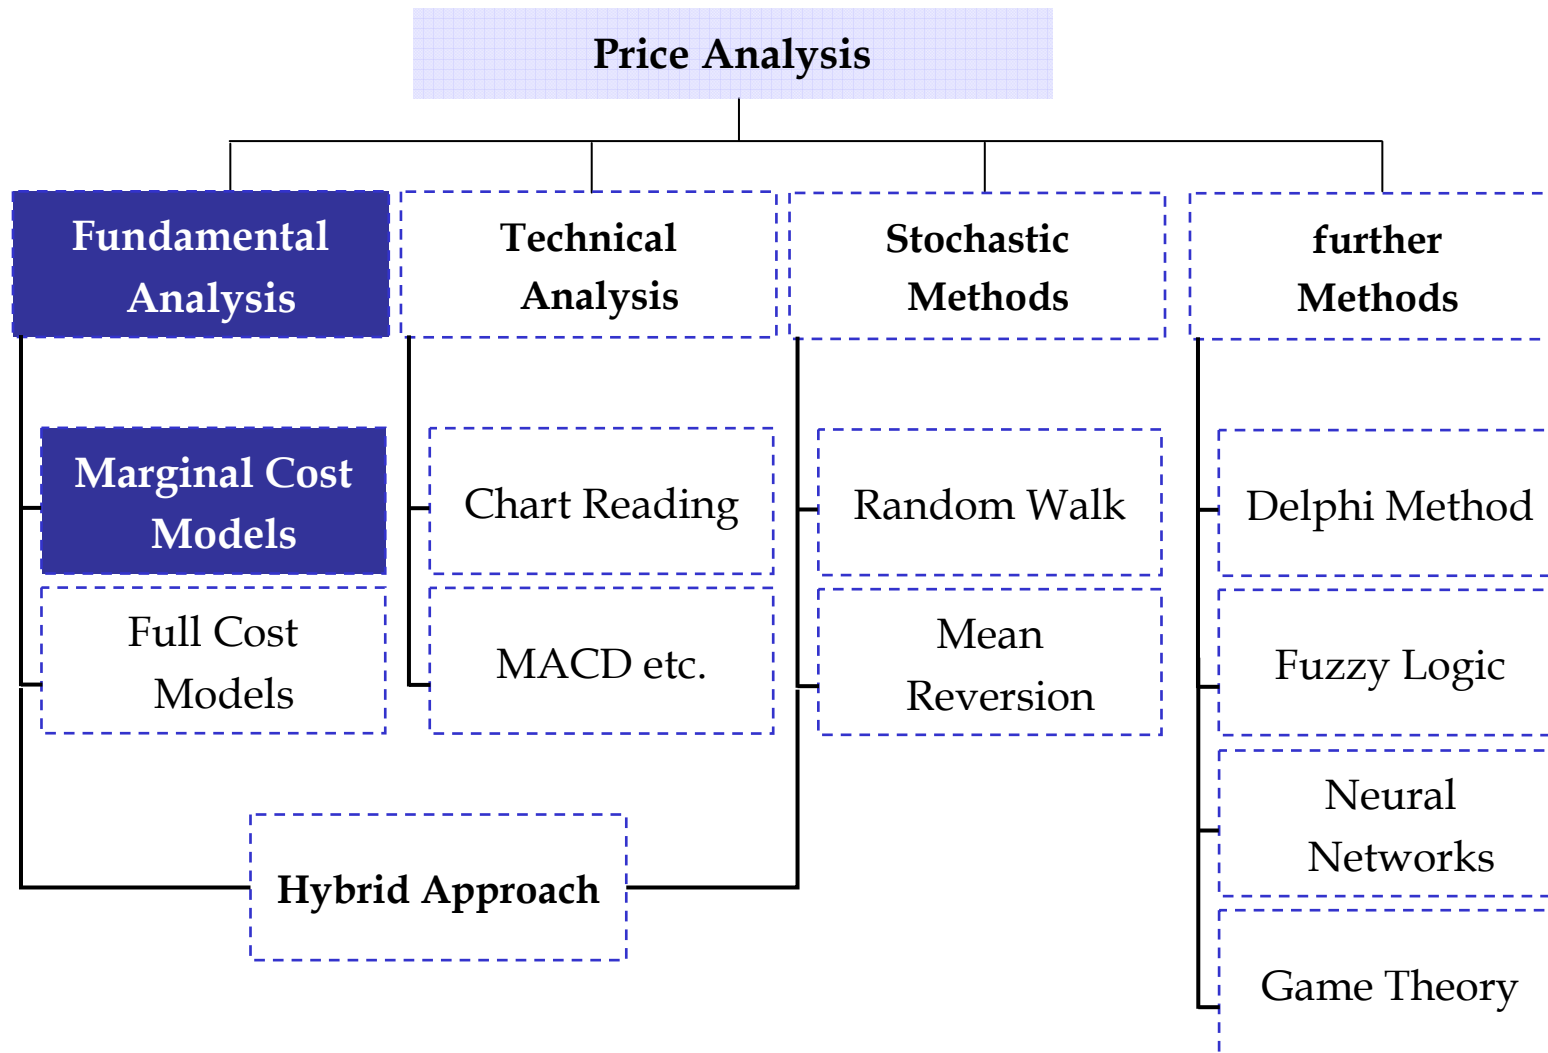 Price Analysis
Fundamental
Analysis
Technical
Analysis
Stochastic
Methods
further
Methods
Marginal Cost
Models
Chart Reading
Random Walk
Delphi Method
Full Cost
Models
MACD etc.
Mean
Reversion
Fuzzy Logic
Neural
Networks
Hybrid Approach
Game Theory